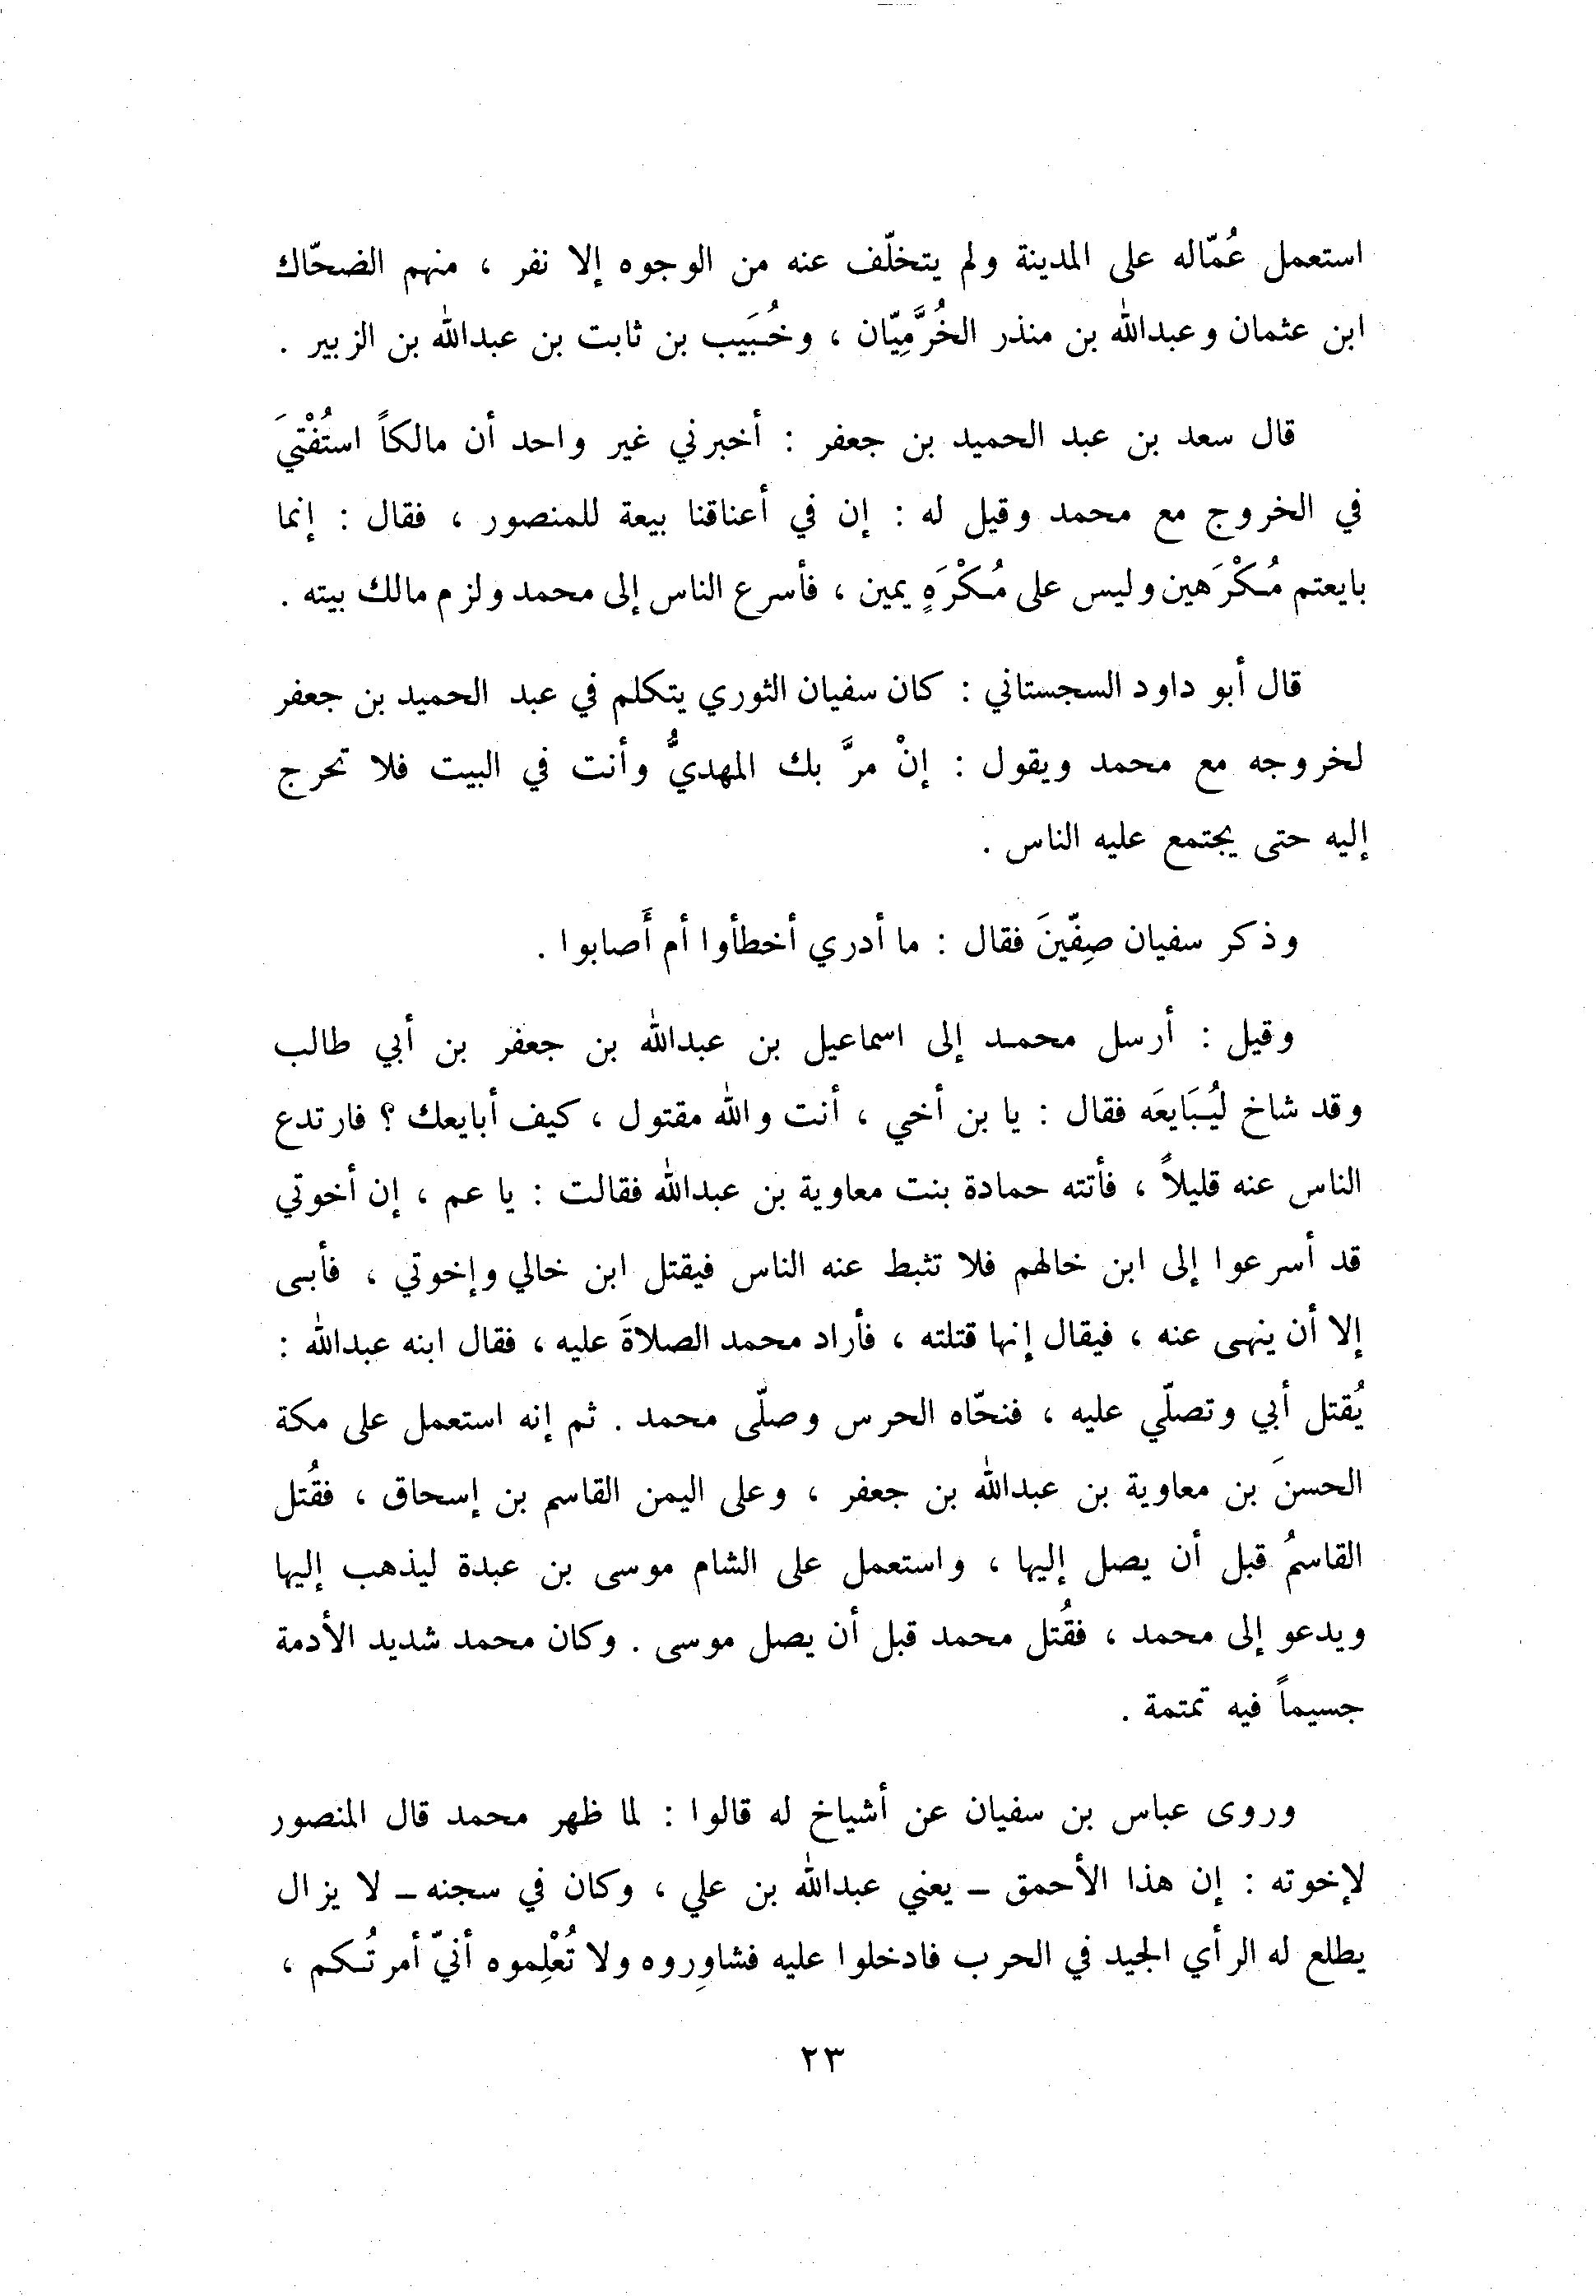 استعمل عُمّاله على المدينة ولم يتخلّف عنه من الوجوه إلا نفر ، منهم الضحّاك
ابن عثمان وعبدالله بن منذر الخُرَّمِيّان ، وخُبَيب بن ثابت بن عبدالله بن الزبير .
قال سعد بن عبد الحميد بن جعفر : أخبرني غير واحد أن مالكاً استُفْتيَ
في الخروج مع محمد وقيل له : إن في أعناقنا بيعة للمنصور ، فقال : إنما
بايعتم مُكْرَهين وليس على مُكْرَهٍ يمين ، فأسرع الناس إلى محمد ولزم مالك بيته .
قال أبو داود السجستاني : كان سفيان الثوري يتكلم في عبد الحميد بن جعفر
لخروجه مع محمد ويقول : إنْ مرَّ بك المهديُّ وأنت في البيت فلا تخرج
إليه حتى يجتمع عليه الناس .
وذكر سفيان صِفّينَ فقال : ما أدري أخطأوا أم أَصابوا .
وقيل : أرسل محمد إلى اسماعيل بن عبدالله بن جعفر بن أبي طالب
وقد شاخ ليُبَايعَه فقال : يا بن أخي ، أنت والله مقتول ، كيف أبايعك ؟ فارتدع
الناس عنه قليلاً ، فأتته حمادة بنت معاوية بن عبدالله فقالت : يا عم ، إن أخوتي
قد أسرعوا إلى ابن خالهم فلا تثبط عنه الناس فيقتل ابن خالي وإخوتي ، فأبى
إلا أن ينهى عنه ، فيقال إنها قتلته ، فأراد محمد الصلاةَ عليه ، فقال ابنه عبدالله :
يُقتل أبي وتصلّي عليه ، فنحّاه الحرس وصلّى محمد . ثم إنه استعمل على مكة
الحسنَ بن معاوية بن عبدالله بن جعفر ، وعلى اليمن القاسم بن إسحاق ، فقُتل
القاسمُ قبل أن يصل إليها ، واستعمل على الشام موسى بن عبدة ليذهب إليها
ويدعو إلى محمد ، فقُتل محمد قبل أن يصل موسى . وكان محمد شديد الأدمة
جسيماً فيه تمتمة .
وروى عباس بن سفيان عن أشياخ له قالوا : لما ظهر محمد قال المنصور
لإخوته : إن هذا الأحمق – يعني عبدالله بن علي ، وكان في سجنه – لا يزال
يطلع له الرأي الجيد في الحرب فادخلوا عليه فشاوِروه ولا تُعْلِموه أنيّ أمرتُكم ،
٢٣